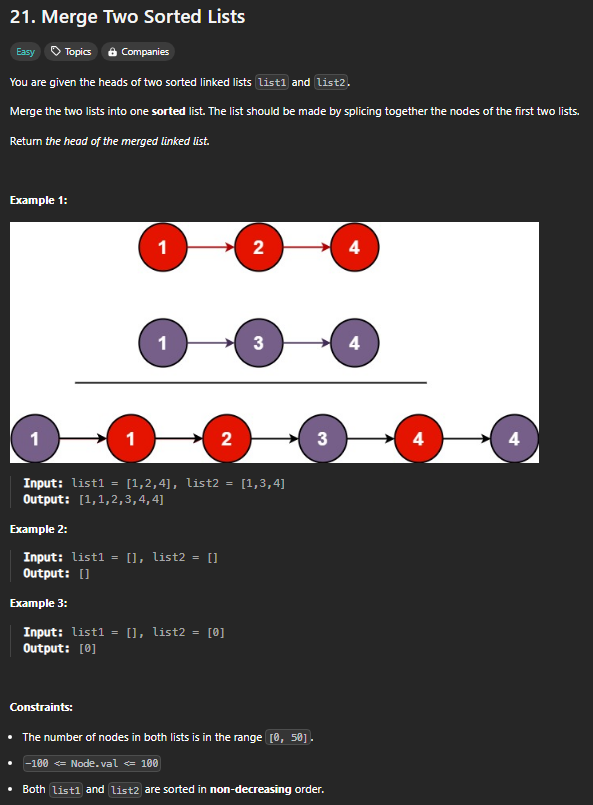 21. Merge Two Sorted Lists
Easy Topics Companies
You are given the heads of two sorted linked lists list1 and list2.
Merge the two lists into one sorted list. The list should be made by splicing together the nodes of the first two lists.
Return the head of the merged linked list.
Example 1:
1 2 4
1 3 4
1 1 2 3 4 4
Input: list1 = [1,2,4], list2 = [1,3,4]
Output: [1,1,2,3,4,4]
Example 2:
Input: list1 = [], list2 = []
Output: []
Example 3:
Input: list1 = [], list2 = [0]
Output: [0]
Constraints:
• The number of nodes in both lists is in the range [0, 50].
• -100 <= Node.val <= 100
• Both list1 and list2 are sorted in non-decreasing order.